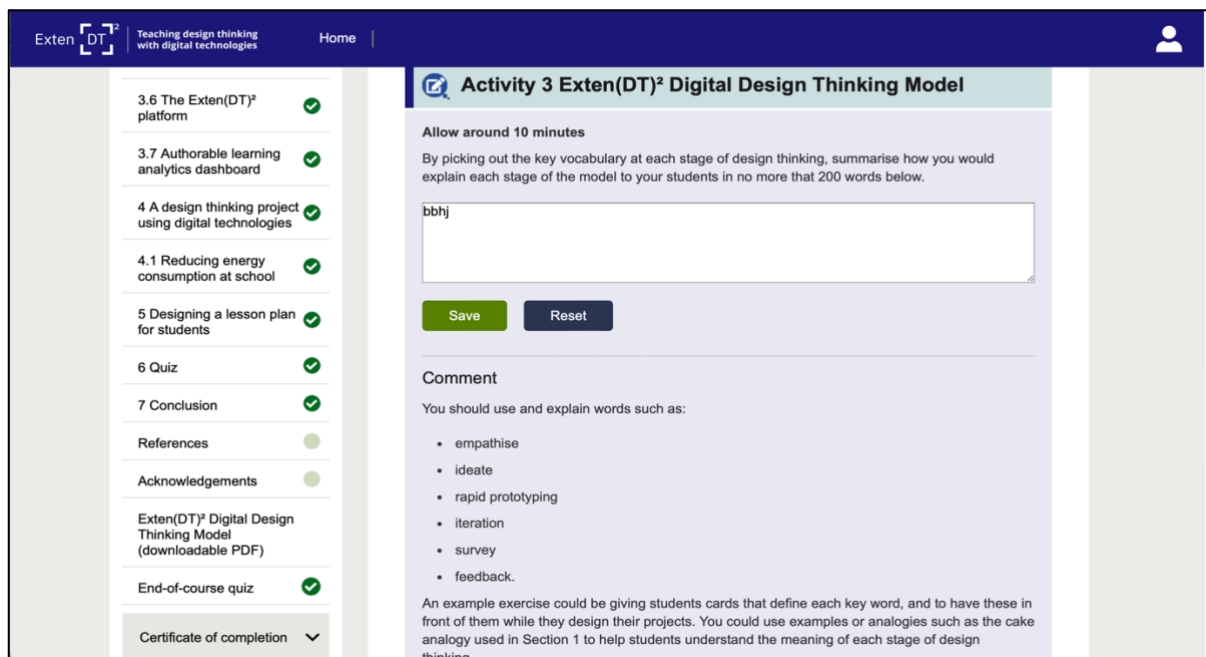 Exten DT 2
Teaching design thinking
with digital technologies
Home
3.6 The Exten(DT)²
platform
3.7 Authorable learning
analytics dashboard
4 A design thinking project
using digital technologies
4.1 Reducing energy
consumption at school
5 Designing a lesson plan
for students
6 Quiz
7 Conclusion
References
Acknowledgements
Exten(DT)² Digital Design
Thinking Model
(downloadable PDF)
End-of-course quiz
Certificate of completion
Activity 3 Exten(DT)² Digital Design Thinking Model
Allow around 10 minutes
By picking out the key vocabulary at each stage of design thinking, summarise how you would
explain each stage of the model to your students in no more that 200 words below.
bbhj
Save
Reset
Comment
You should use and explain words such as:
• empathise
• ideate
• rapid prototyping
• iteration
• survey
• feedback.
An example exercise could be giving students cards that define each key word, and to have these in
front of them while they design their projects. You could use examples or analogies such as the cake
analogy used in Section 1 to help students understand the meaning of each stage of design
thinking